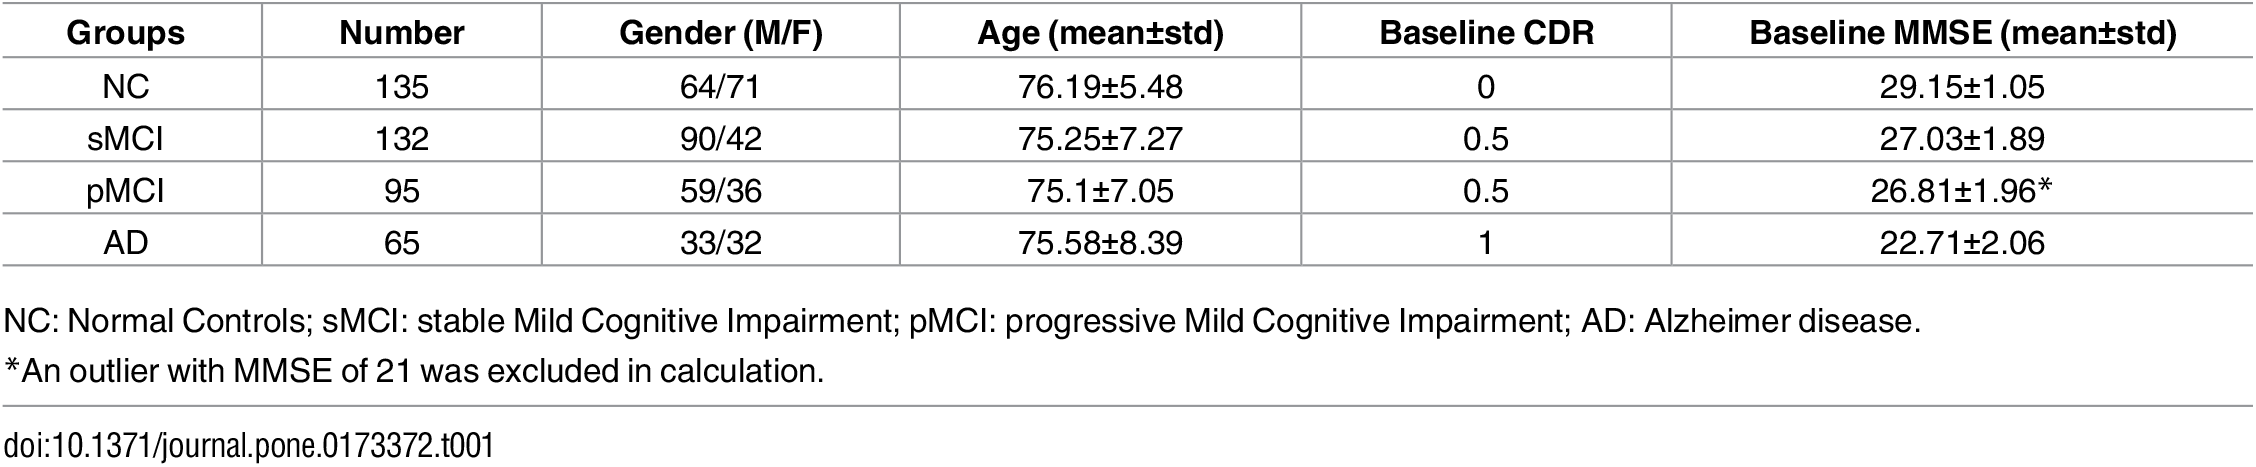 Groups Number Gender (M/F) Age (mean±std) Baseline CDR Baseline MMSE (mean±std)
NC 135 64/71 76.19±5.48 0 29.15±1.05
sMCI 132 90/42 75.25±7.27 0.5 27.03±1.89
pMCI 95 59/36 75.1±7.05 0.5 26.81±1.96*
AD 65 33/32 75.58±8.39 1 22.71±2.06
NC: Normal Controls; sMCI: stable Mild Cognitive Impairment; pMCI: progressive Mild Cognitive Impairment; AD: Alzheimer disease.
*An outlier with MMSE of 21 was excluded in calculation.
doi:10.1371/journal.pone.0173372.t001